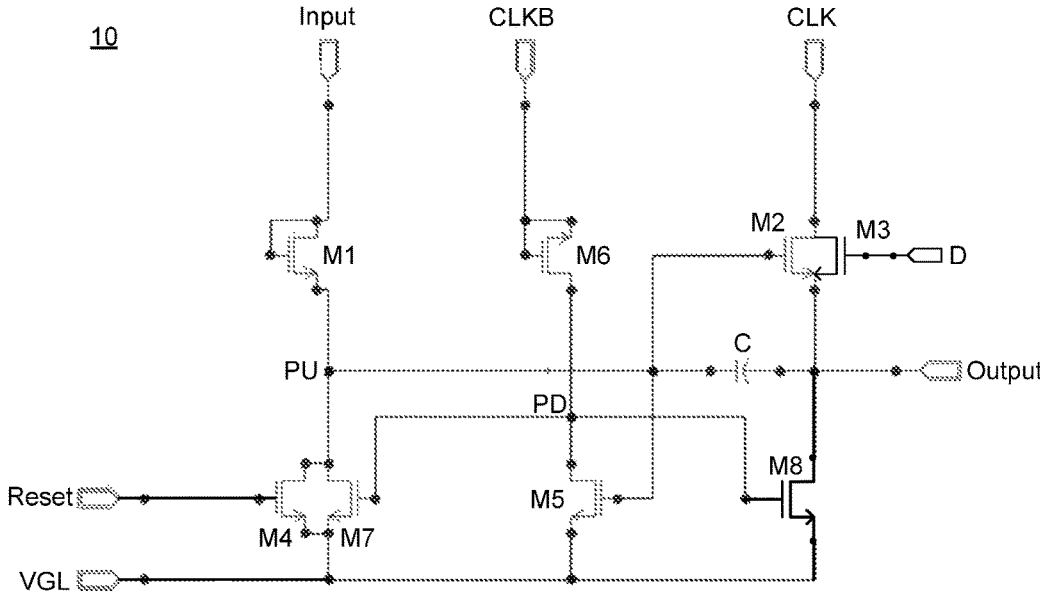 10
Input
CLKB
CLK
M1
M6
M2
M3
D
PU
C
Output
PD
Reset
M4
M7
M5
M8
VGL